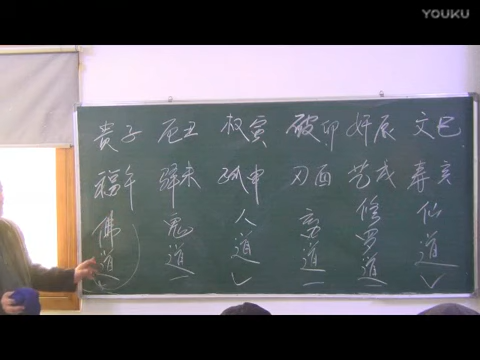 YOUKU
贵子 厄丑 权寅 破卯 奸辰 文巳
福午 驿未 孤申 刃酉 艺戌 寿亥
佛道 鬼道 人道 畜道 修罗道 仙道